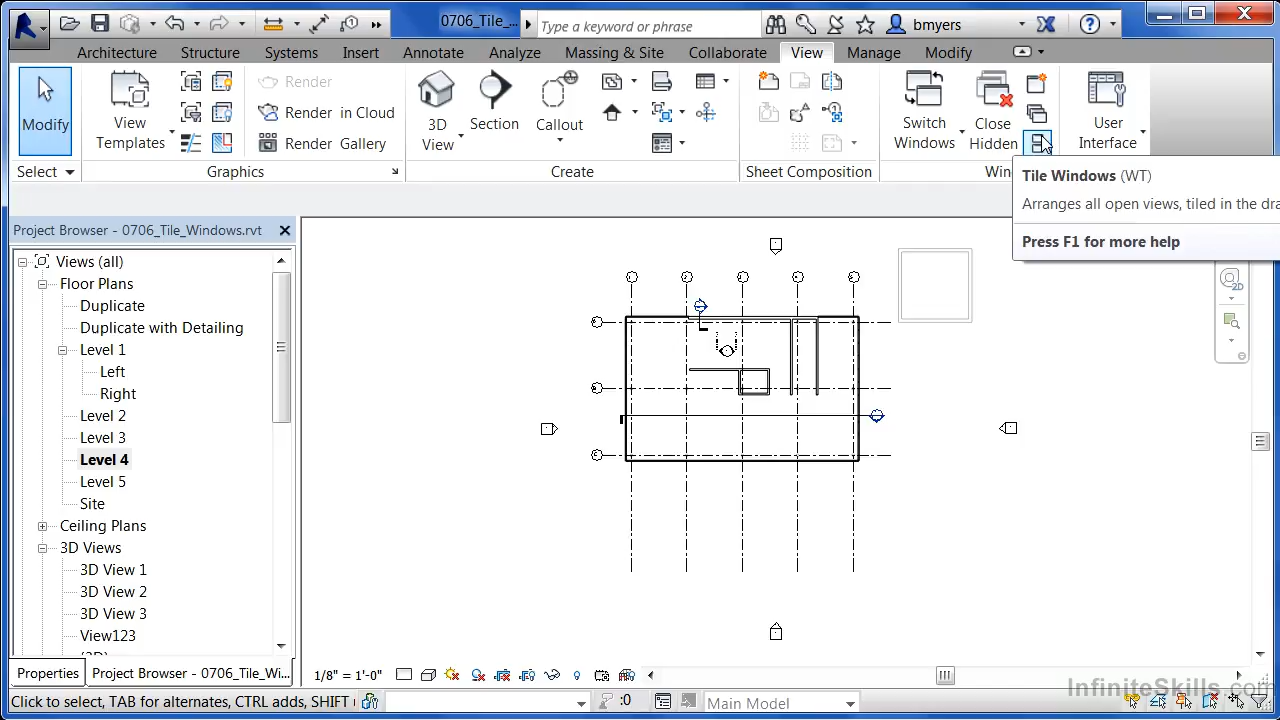 0706_Tile_...
Type a keyword or phrase
bmyers
Architecture
Structure
Systems
Insert
Annotate
Analyze
Massing & Site
Collaborate
View
Manage
Modify
Modify
View
Templates
Render
Render in Cloud
Render Gallery
3D
View
Section
Callout
Switch
Windows
Close
Hidden
User
Interface
Select
Graphics
Create
Sheet Composition
Tile Windows (WT)
Arranges all open views, tiled in the
Press F1 for more help
Project Browser - 0706_Tile_Windows.rvt
Views (all)
Floor Plans
Duplicate
Duplicate with Detailing
Level 1
Left
Right
Level 2
Level 3
Level 4
Level 5
Site
Ceiling Plans
3D Views
3D View 1
3D View 2
3D View 3
View123
2D
Properties
Project Browser - 0706_Tile_Wi...
1/8" = 1'-0"
Click to select, TAB for alternates, CTRL adds, SHIFT
:0
Main Model
InfiniteSkills.com